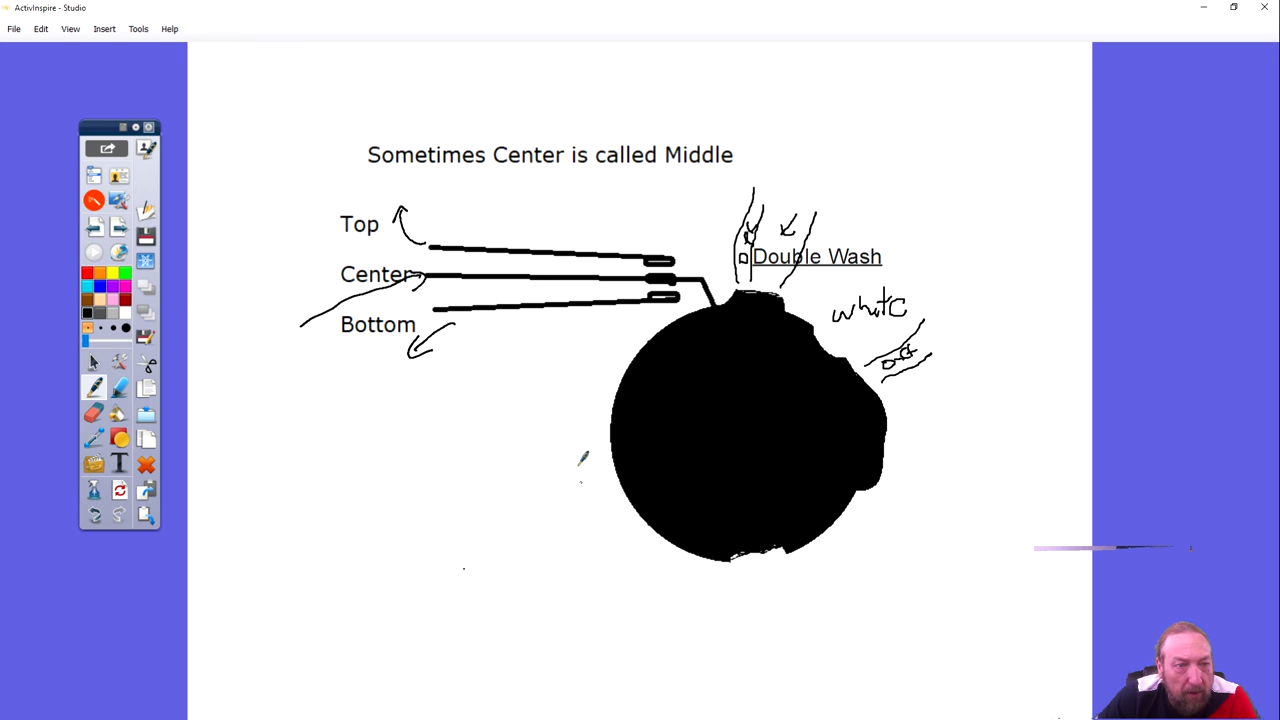 ActivInspire - Studio
File Edit View Insert Tools Help
Sometimes Center is called Middle
Top
Double Wash
Center
white
Bottom